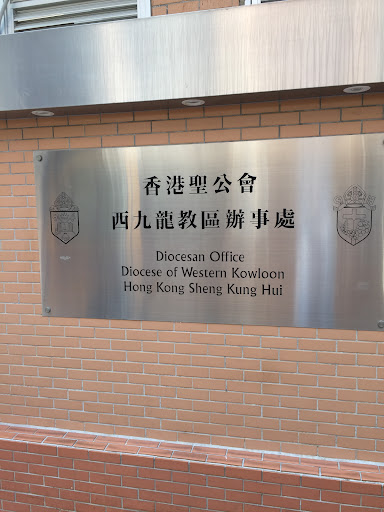 香港聖公會
西九龍教區辦事處
Diocesan Office
Diocese of Western Kowloon
Hong Kong Sheng Kung Hui